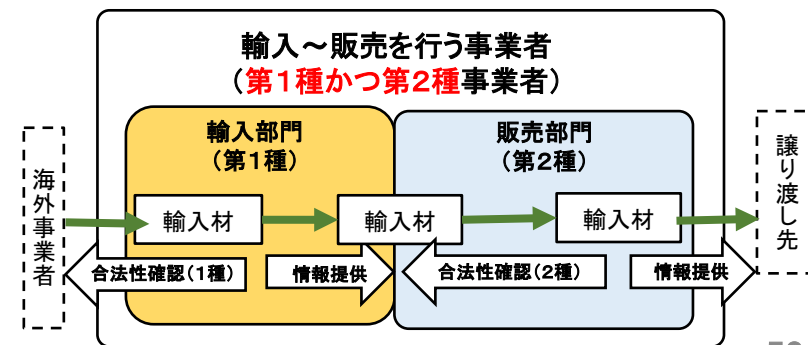 輸入～販売を行う事業者
（第１種かつ第２種事業者）
輸入部門
（第１種）
販売部門
（第２種）
海外事業者
輸入材
輸入材
輸入材
譲り渡し先
合法性確認（１種）
情報提供
合法性確認（２種）
情報提供